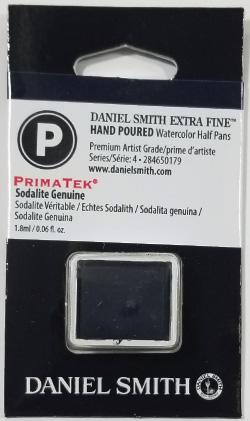 P
DANIEL SMITH EXTRA FINE™
HAND POURED Watercolor Half Pans
Premium Artist Grade/prime d'artiste
Series/Série: 4 • 284650179
www.danielsmith.com
PRIMATEK®
Sodalite Genuine
Sodalite Véritable / Echtes Sodalith / Sodalita genuina /
Sodalite Genuina
1.8ml / 0.06 fl. oz.
DANIEL SMITH